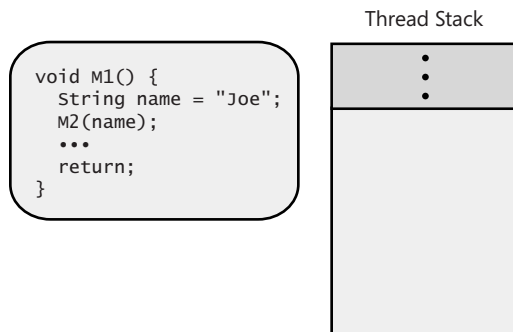 Thread Stack
void M1() {
String name = "Joe";
M2(name);
•••
return;
}